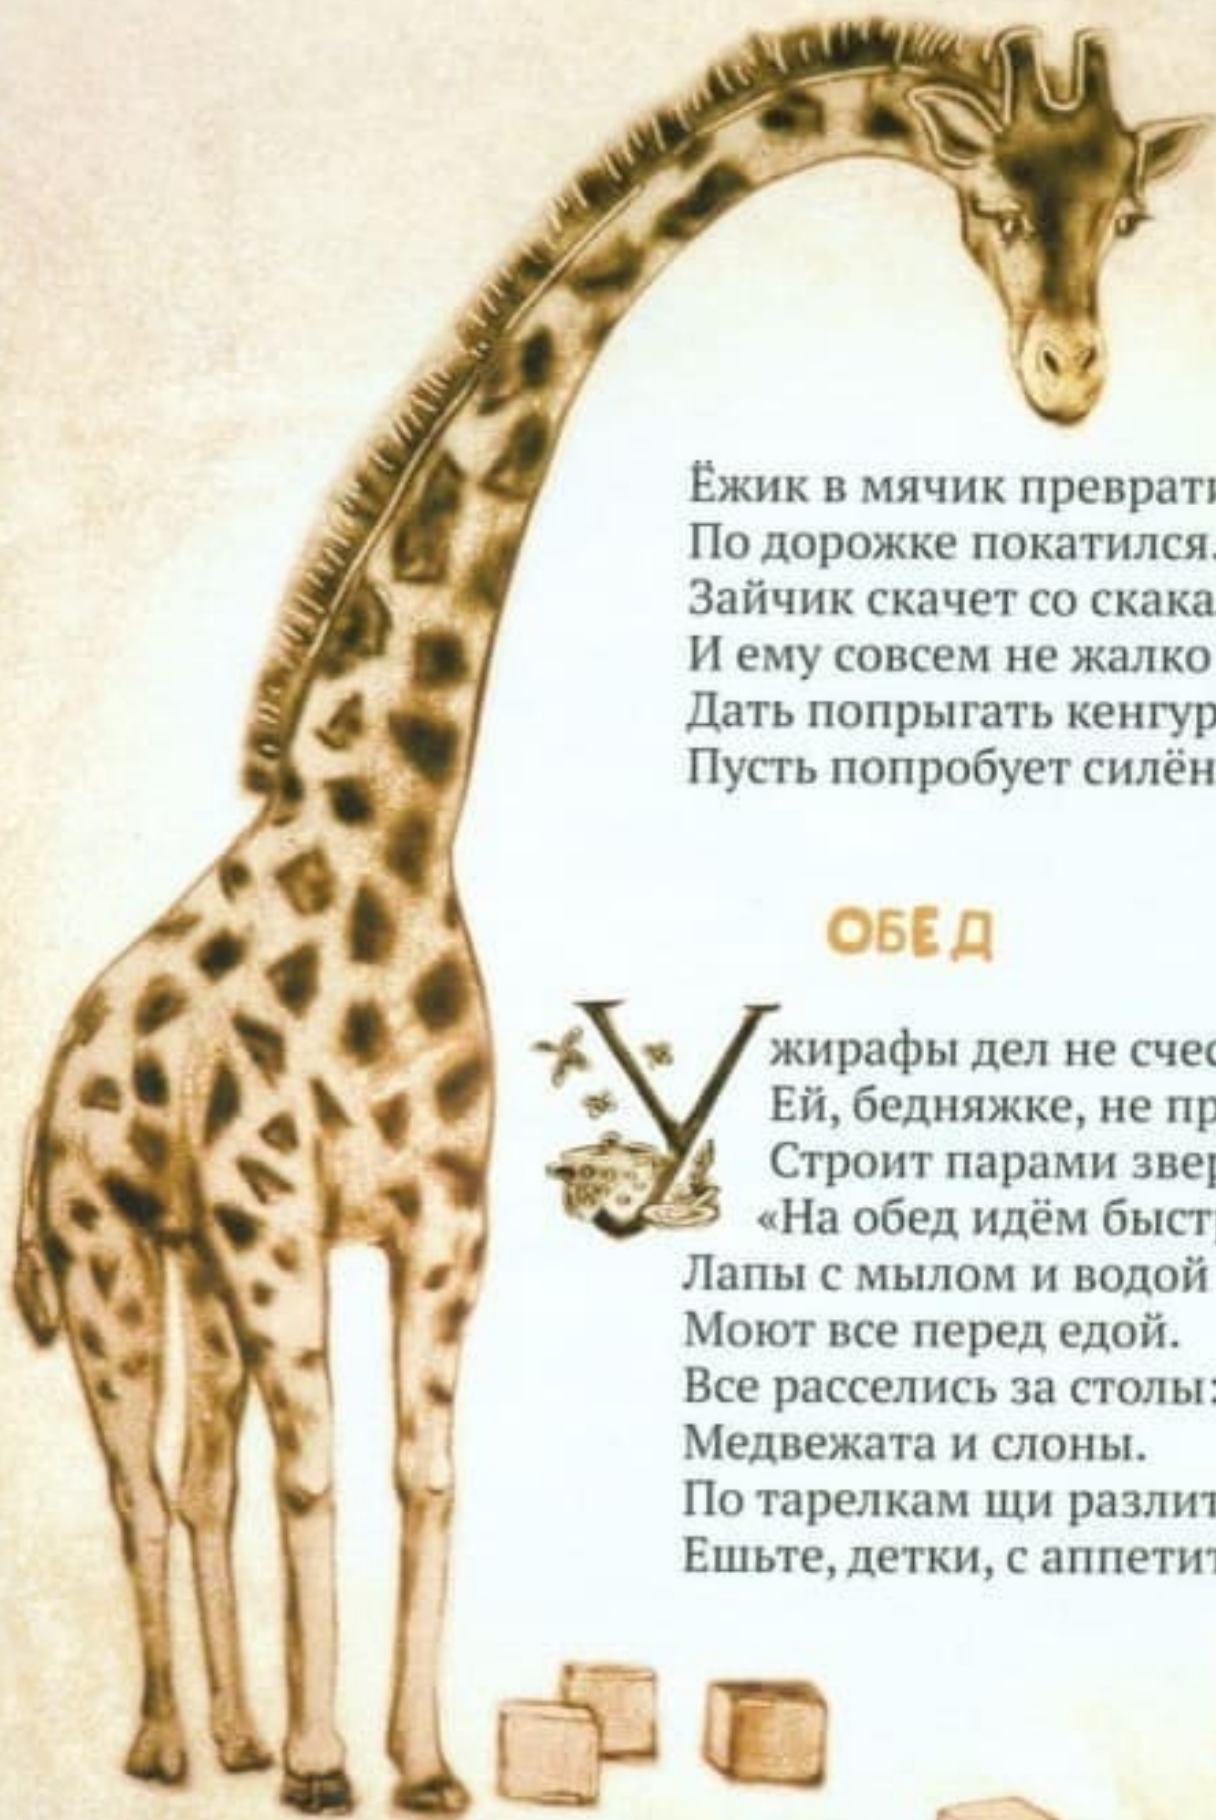 Ёжик в мячик преврати
По дорожке покатился.
Зайчик скачет со скака
И ему совсем не жалко
Дать попрыгать кенгур
Пусть попробует силён
ОБЕД
У жирафы дел не счес
Ей, бедняжке, не пр
Строит парами звер
«На обед идём быст
Лапы с мылом и водой
Моют все перед едой.
Все расселись за столы:
Медвежата и слоны.
По тарелкам щи разлит
Ешьте, детки, с аппетит